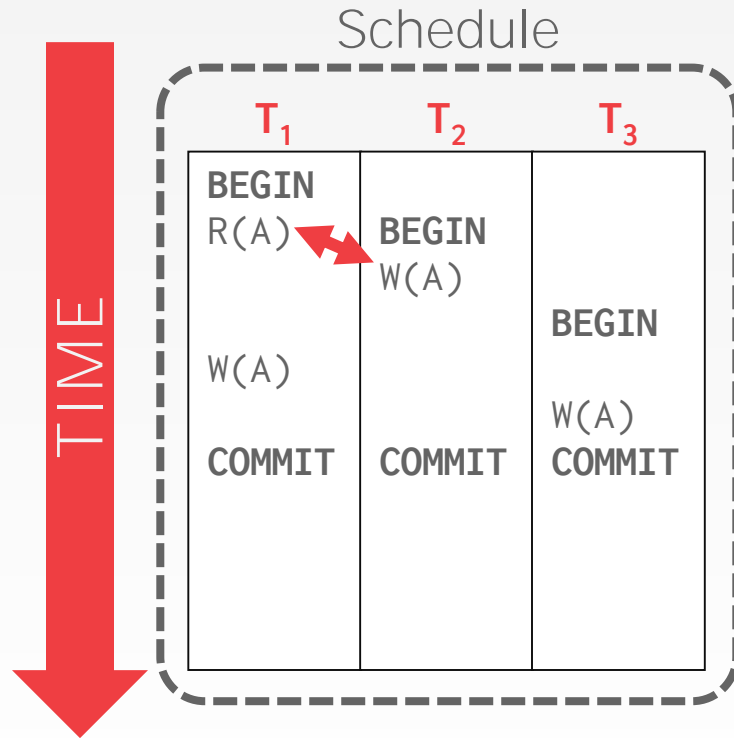 Schedule
TIME
T₁ T₂ T₃
BEGIN
R(A) BEGIN
W(A)
BEGIN
W(A)
W(A)
COMMIT COMMIT COMMIT